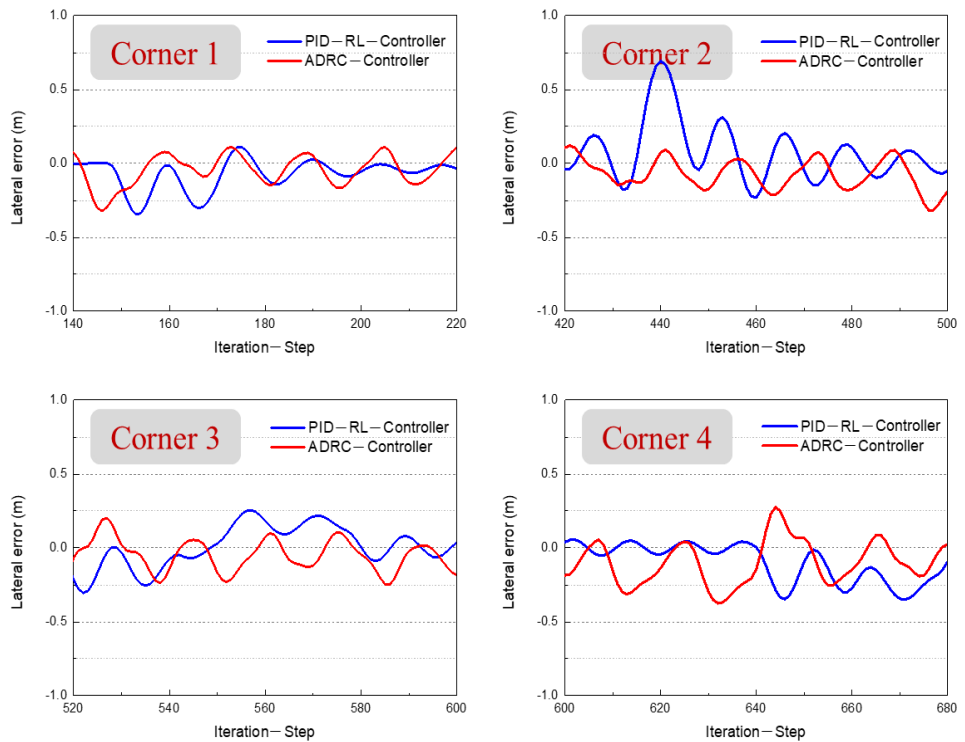 Corner 1
PID-RL-Controller
ADRC-Controller
1.0
0.5
0.0
-0.5
-1.0
Lateral error (m)
140 160 180 200 220
Iteration-Step
Corner 2
PID-RL-Controller
ADRC-Controller
1.0
0.5
0.0
-0.5
-1.0
Lateral error (m)
420 440 460 480 500
Iteration-Step
Corner 3
PID-RL-Controller
ADRC-Controller
1.0
0.5
0.0
-0.5
-1.0
Lateral error (m)
520 540 560 580 600
Iteration-Step
Corner 4
PID-RL-Controller
ADRC-Controller
1.0
0.5
0.0
-0.5
-1.0
Lateral error (m)
600 620 640 660 680
Iteration-Step